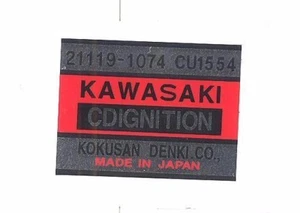 21119-1074 CU1554
KAWASAKI
CDIGNITION
KOKUSAN DENKI CO.,
MADE IN JAPAN